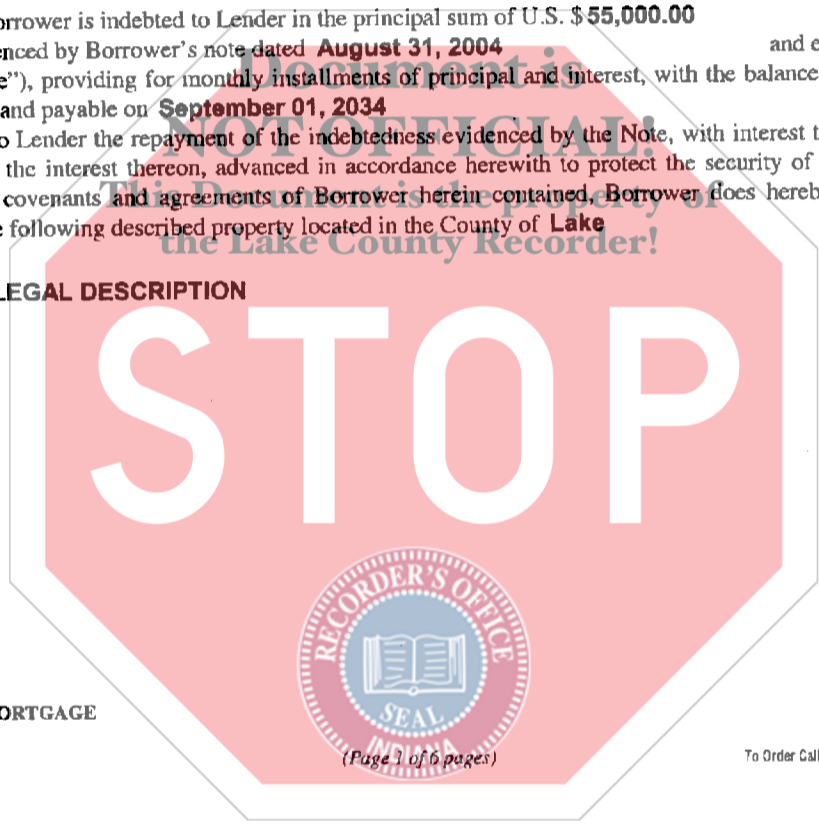 orrower is indebted to Lender in the principal sum of U.S. $55,000.00
enced by Borrower's note dated August 31, 2004 and e
e"), providing for monthly installments of principal and interest, with the balance
and payable on September 01, 2034
o Lender the repayment of the indebtedness evidenced by the Note, with interest t
the interest thereon, advanced in accordance herewith to protect the security of
covenants and agreements of Borrower herein contained, Borrower does hereb
e following described property located in the County of Lake
Document is
NOT OFFICIAL!
This Document is the property of
the Lake County Recorder!
LEGAL DESCRIPTION
STOP
RECORDER'S OFFICE
SEAL
INDIANA
ORTGAGE
(Page 1 of 6 pages)
To Order Call